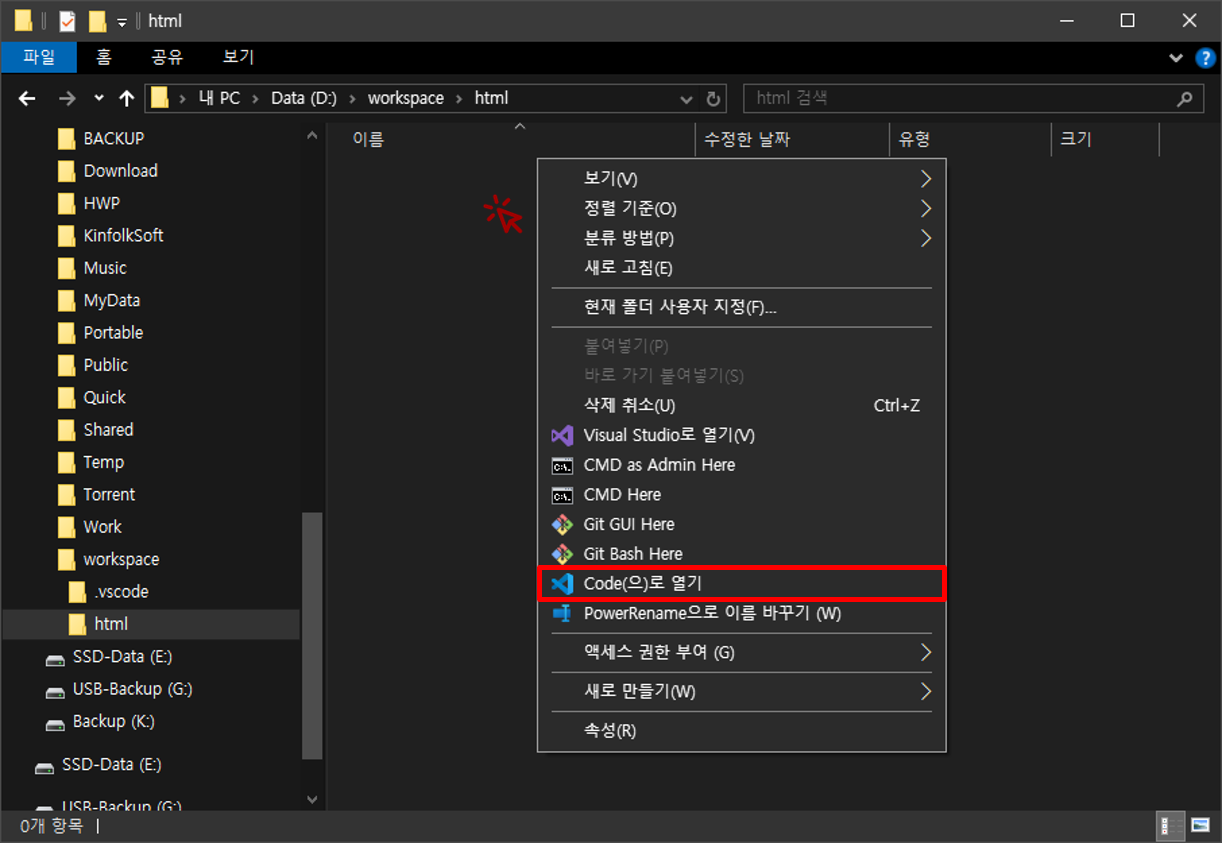 html
파일 홈 공유 보기
내 PC Data (D:) workspace html
html 검색
BACKUP
Download
HWP
KinfolkSoft
Music
MyData
Portable
Public
Quick
Shared
Temp
Torrent
Work
workspace
.vscode
html
SSD-Data (E:)
USB-Backup (G:)
Backup (K:)
SSD-Data (E:)
USB-Backup (G:)
이름 수정한 날짜 유형 크기
보기(V)
정렬 기준(O)
분류 방법(P)
새로 고침(E)
현재 폴더 사용자 지정(F)...
붙여넣기(P)
바로 가기 붙여넣기(S)
삭제 취소(U) Ctrl+Z
Visual Studio로 열기(V)
CMD as Admin Here
CMD Here
Git GUI Here
Git Bash Here
Code(으)로 열기
PowerRename으로 이름 바꾸기 (W)
액세스 권한 부여 (G)
새로 만들기(W)
속성(R)
0개 항목